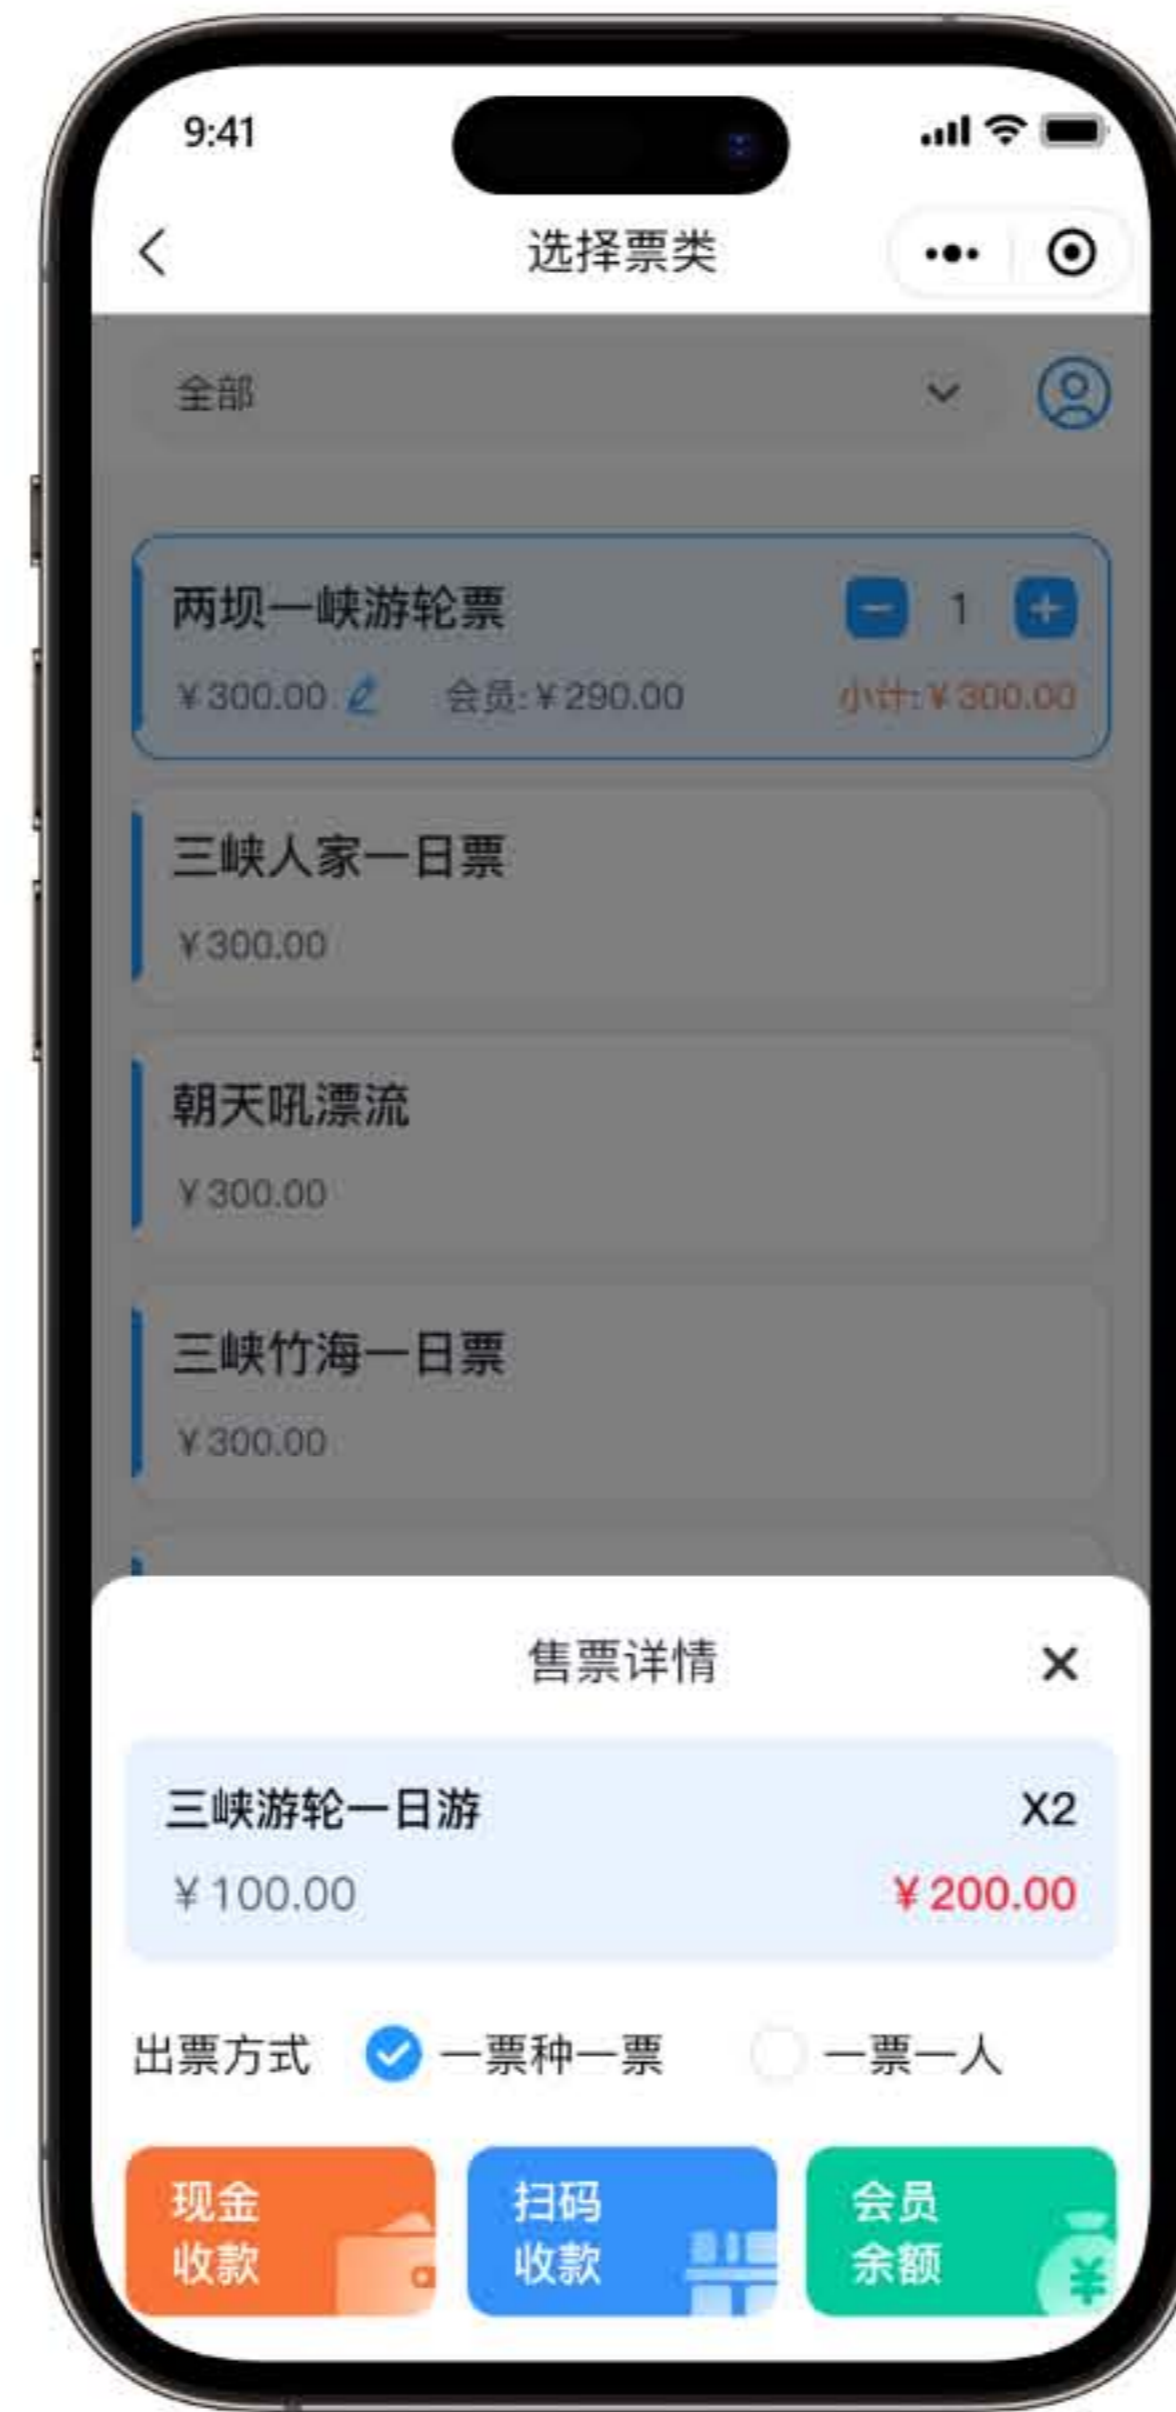 9:41
选择票类
全部
两坝一峡游轮票 1
￥300.00 会员:￥290.00 小计:￥300.00
三峡人家一日票
￥300.00
朝天吼漂流
￥300.00
三峡竹海一日票
￥300.00
售票详情
三峡游轮一日游 X2
￥100.00 ￥200.00
出票方式 一票种一票 一票一人
现金
收款
扫码
收款
会员
余额